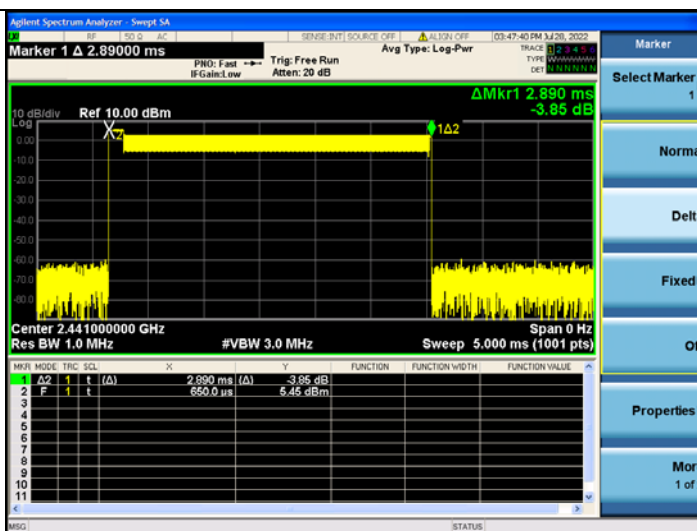 Agilent Spectrum Analyzer - Swept SA
RF 50 Ω AC SENSE:INT SOURCE OFF ALIGN OFF 03:47:40 PM Jul 28, 2022
Marker 1 Δ 2.89000 ms
PNO: Fast Trig: Free Run
IFGain:Low Atten: 20 dB
Avg Type: Log-Pwr
TRACE 1 2 3 4 5 6
TYPE
DET N N N N N N
ΔMkr1 2.890 ms
-3.85 dB
10 dB/div Ref 10.00 dBm
Log
2
1Δ2
0.00
-10.0
-20.0
-30.0
-40.0
-50.0
-60.0
-70.0
-80.0
Center 2.441000000 GHz Span 0 Hz
Res BW 1.0 MHz #VBW 3.0 MHz Sweep 5.000 ms (1001 pts)
MKR MODE TRC SCL X Y FUNCTION FUNCTION WIDTH FUNCTION VALUE
1 Δ2 1 t (Δ) 2.890 ms (Δ) -3.85 dB
2 F 1 t 650.0 µs 5.45 dBm
3
4
5
6
7
8
9
10
11
MSG STATUS
Marker
Select Marker
1
Norma
Delt
Fixed
Of
Properties
Mor
1 of